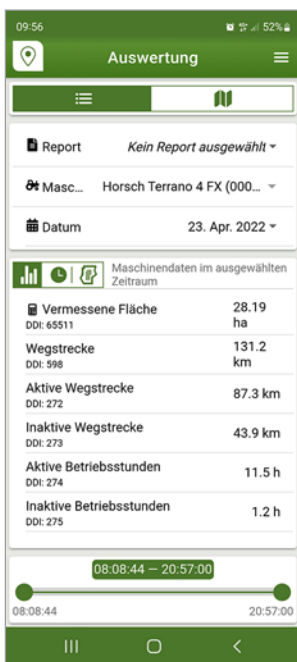 09:56 52%
Auswertung
Report Kein Report ausgewählt
Masc... Horsch Terrano 4 FX (000...
Datum 23. Apr. 2022
Maschinendaten im ausgewählten
Zeitraum
Vermessene Fläche 28.19
DDI: 65511 ha
Wegstrecke 131.2
DDI: 598 km
Aktive Wegstrecke 87.3 km
DDI: 272
Inaktive Wegstrecke 43.9 km
DDI: 273
Aktive Betriebsstunden 11.5 h
DDI: 274
Inaktive Betriebsstunden 1.2 h
DDI: 275
08:08:44 — 20:57:00
08:08:44 20:57:00